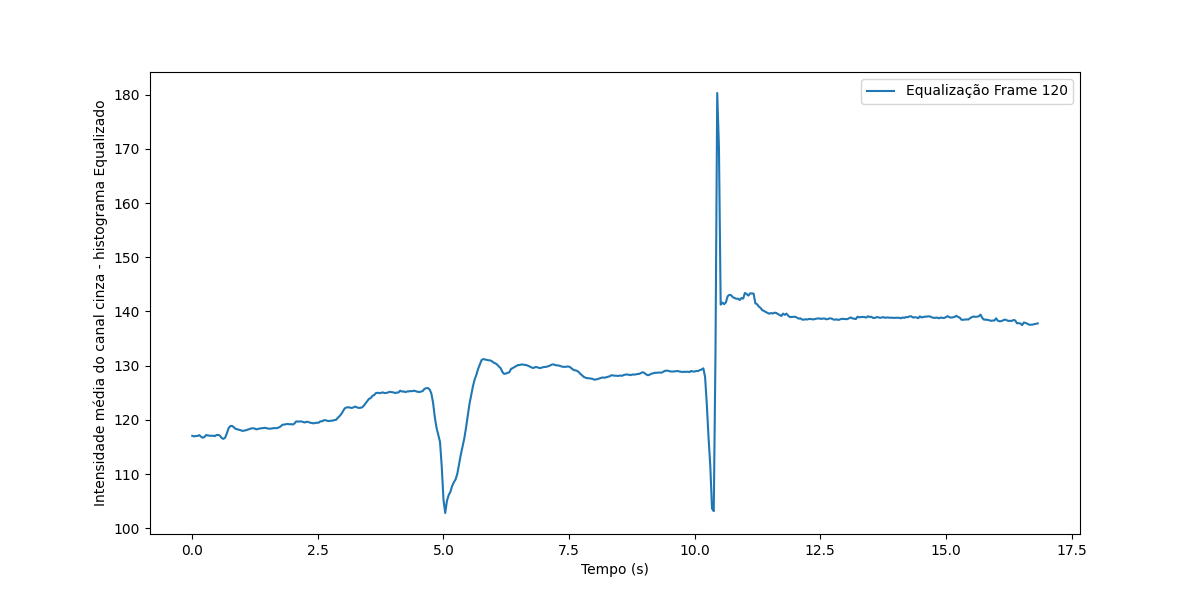 Equalização Frame 120
Intensidade média do canal cinza - histograma Equalizado
180
170
160
150
140
130
120
110
100
0.0 2.5 5.0 7.5 10.0 12.5 15.0 17.5
Tempo (s)